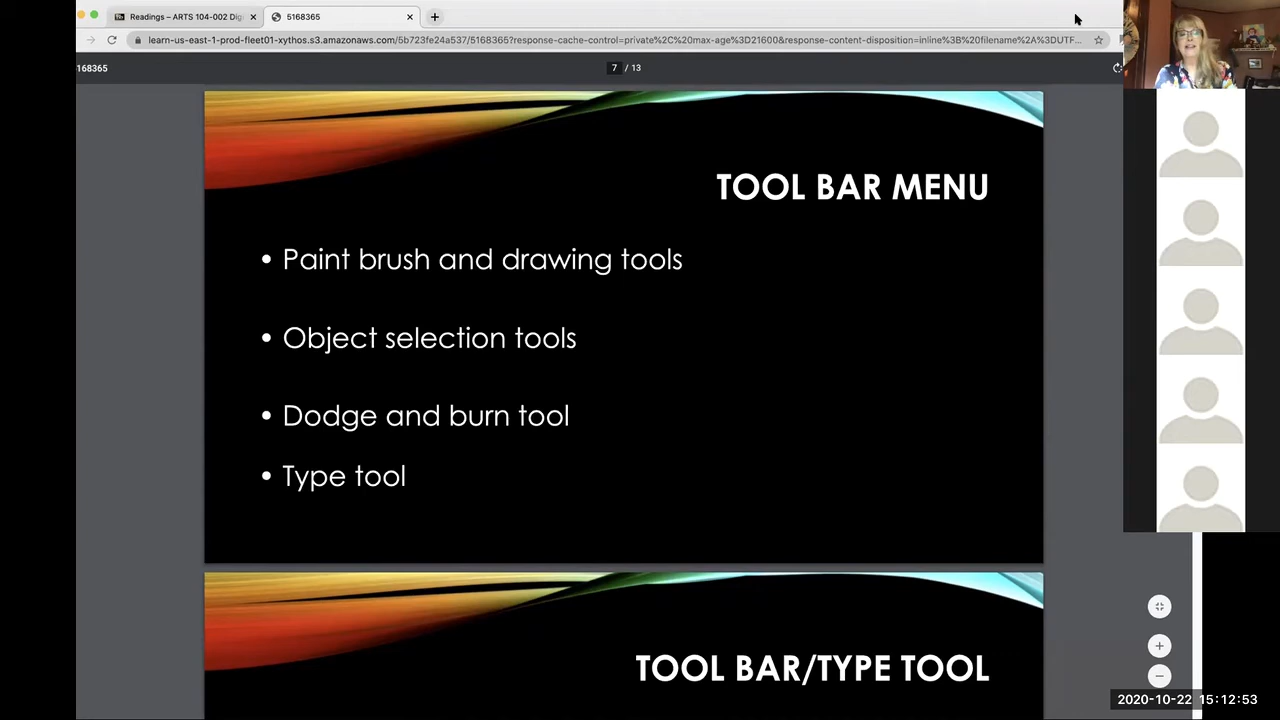 Readings – ARTS 104-002 Dig
5168365
learn-us-east-1-prod-fleet01-xythos.s3.amazonaws.com/5b723fe24a537/5168365?response-cache-control=private%2C%20max-age%3D21600&response-content-disposition=inline%3B%20filename%2A%3DUTF...
168365
7 / 13
TOOL BAR MENU
• Paint brush and drawing tools
• Object selection tools
• Dodge and burn tool
• Type tool
TOOL BAR/TYPE TOOL
2020-10-22 15:12:53